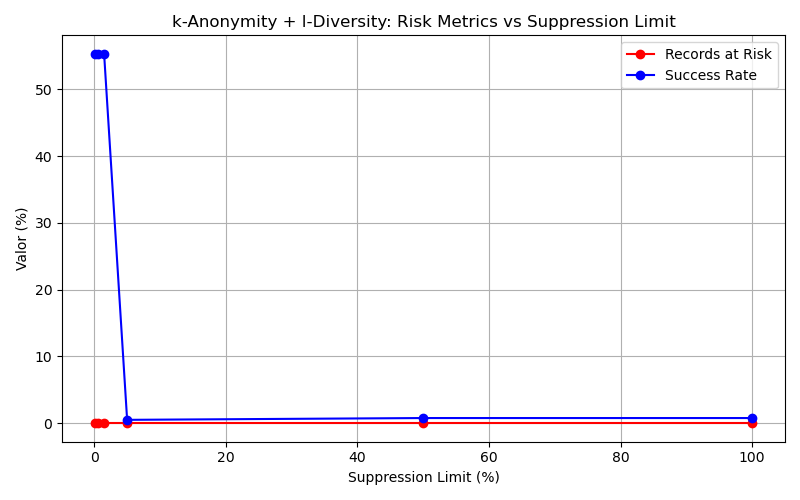 k-Anonymity + l-Diversity: Risk Metrics vs Suppression Limit
Records at Risk
Success Rate
Valor (%)
50
40
30
20
10
0
0 20 40 60 80 100
Suppression Limit (%)